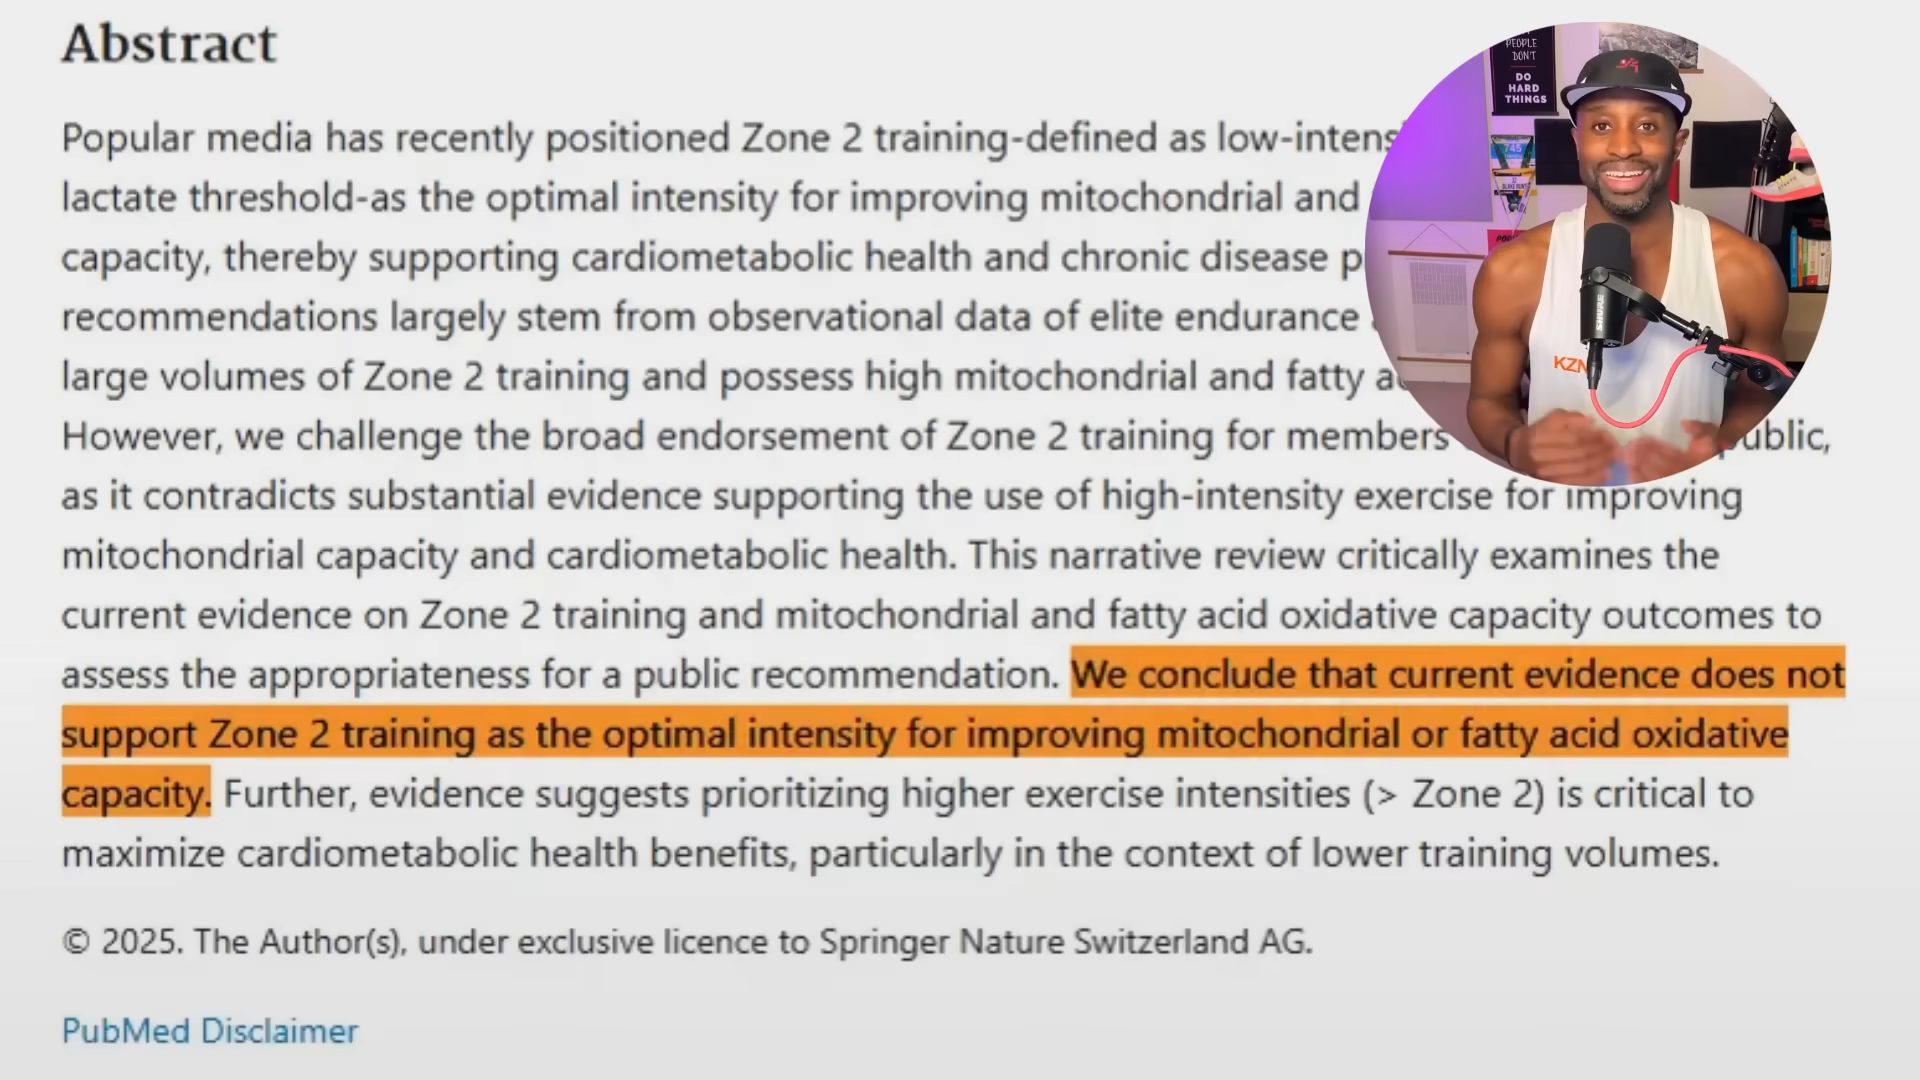 Abstract
Popular media has recently positioned Zone 2 training-defined as low-intens
lactate threshold-as the optimal intensity for improving mitochondrial and
capacity, thereby supporting cardiometabolic health and chronic disease p
recommendations largely stem from observational data of elite endurance
large volumes of Zone 2 training and possess high mitochondrial and fatty a
However, we challenge the broad endorsement of Zone 2 training for members ublic,
as it contradicts substantial evidence supporting the use of high-intensity exercise for improving
mitochondrial capacity and cardiometabolic health. This narrative review critically examines the
current evidence on Zone 2 training and mitochondrial and fatty acid oxidative capacity outcomes to
assess the appropriateness for a public recommendation. We conclude that current evidence does not
support Zone 2 training as the optimal intensity for improving mitochondrial or fatty acid oxidative
capacity. Further, evidence suggests prioritizing higher exercise intensities (> Zone 2) is critical to
maximize cardiometabolic health benefits, particularly in the context of lower training volumes.
© 2025. The Author(s), under exclusive licence to Springer Nature Switzerland AG.
PubMed Disclaimer
PEOPLE
DON'T
DO
HARD
THINGS
745
SHURE
KZN